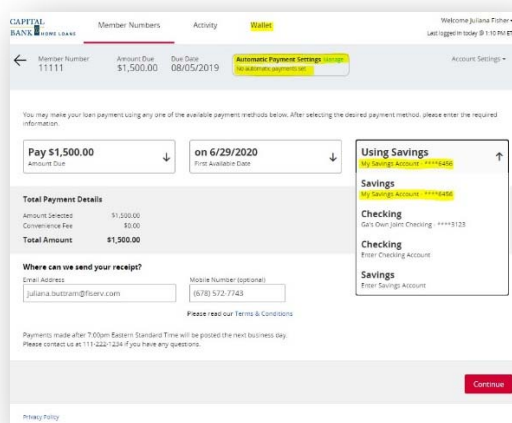 CAPITAL
BANK HOME LOANS
Member Numbers
Activity
Wallet
Welcome Juliana Fisher
Last logged in today @ 1:10 PM ET
Member Number
11111
Amount Due
$1,500.00
Due Date
08/05/2019
Automatic Payment Settings
No automatic payments set
Account Settings
You may make your loan payment using any one of the available payment methods below. After selecting the desired payment method, please enter the required
information.
Pay $1,500.00
Amount Due
on 6/29/2020
First Available Date
Using Savings
My Savings Account - ****6456
Savings
My Savings Account - ****6456
Checking
Ga's Own Joint Checking - ****3123
Checking
Enter Checking Account
Savings
Enter Savings Account
Total Payment Details
Amount Selected $1,500.00
Convenience Fee $0.00
Total Amount $1,500.00
Where can we send your receipt?
Email Address
juliana.buttram@fiserv.com
Mobile Number (optional)
(678) 572-7743
Please read our Terms & Conditions
Payments made after 7:00pm Eastern Standard Time will be posted the next business day.
Please contact us at 111-222-1234 if you have any questions.
Continue
Privacy Policy